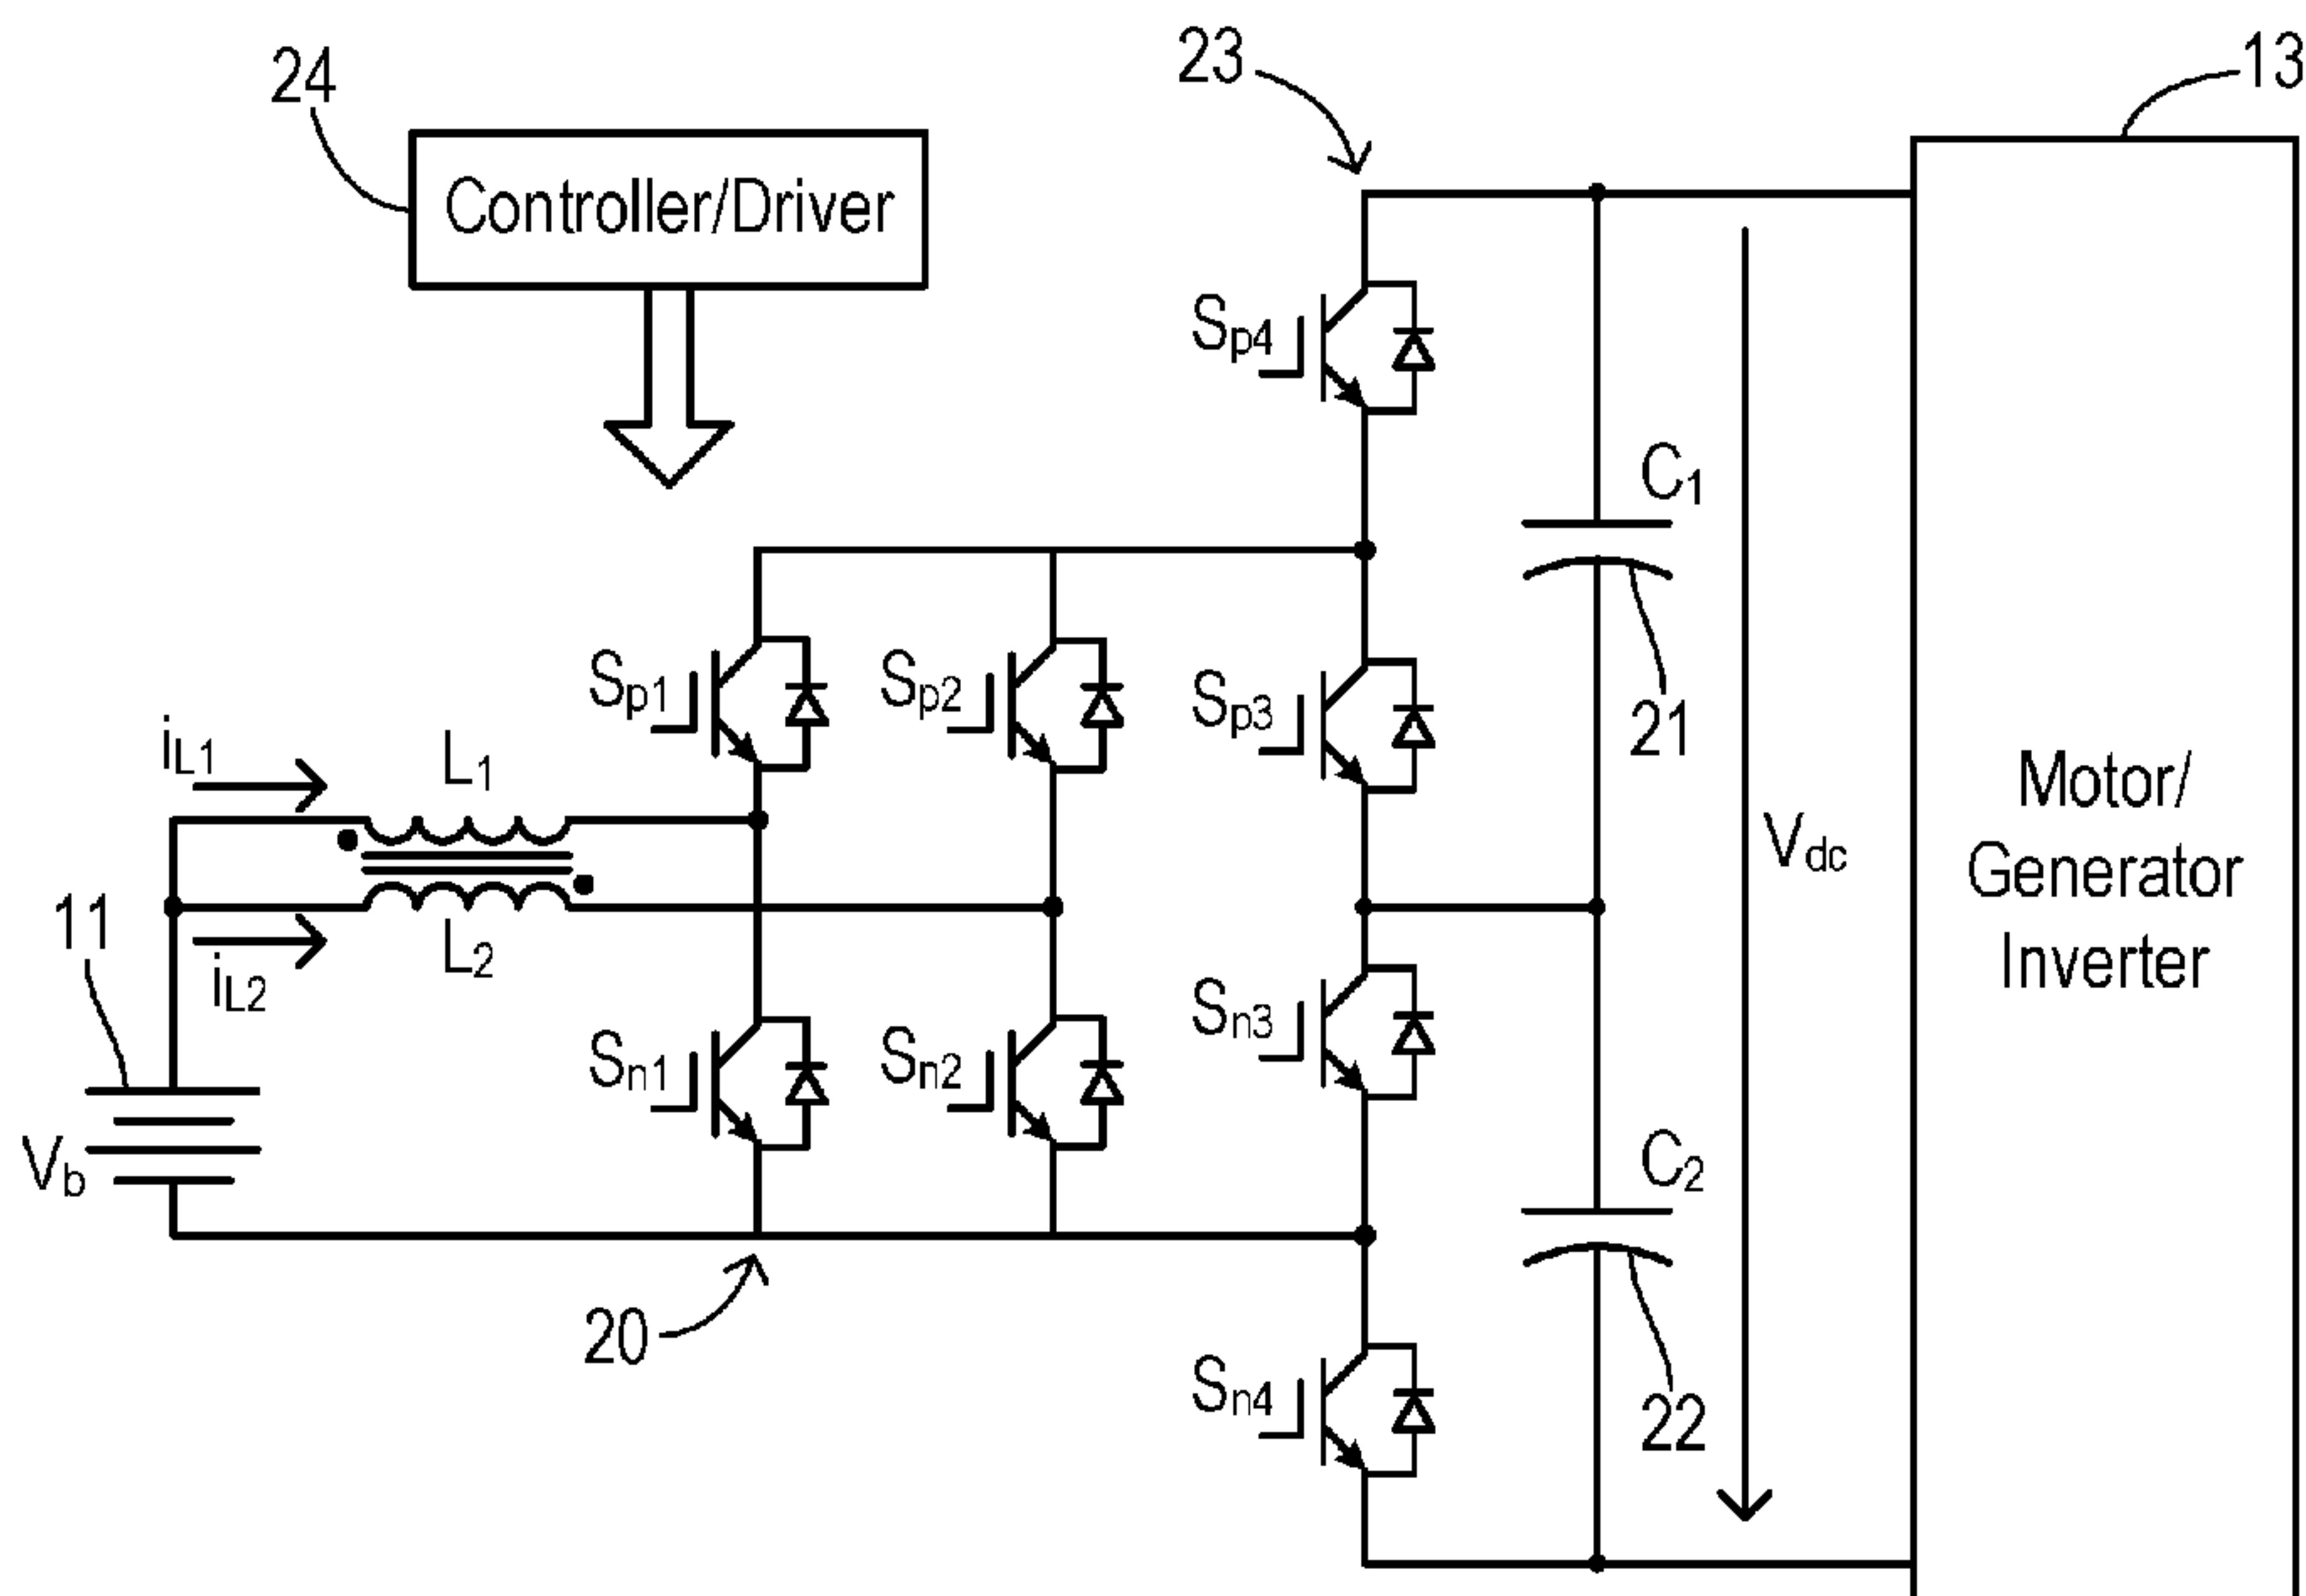 24
23
13
Controller/Driver
Sp4
C1
21
Sp1
Sp2
Sp3
iL1
L1
Vdc
Motor/
Generator
Inverter
11
iL2
L2
Sn1
Sn2
Sn3
Vb
C2
20
Sn4
22